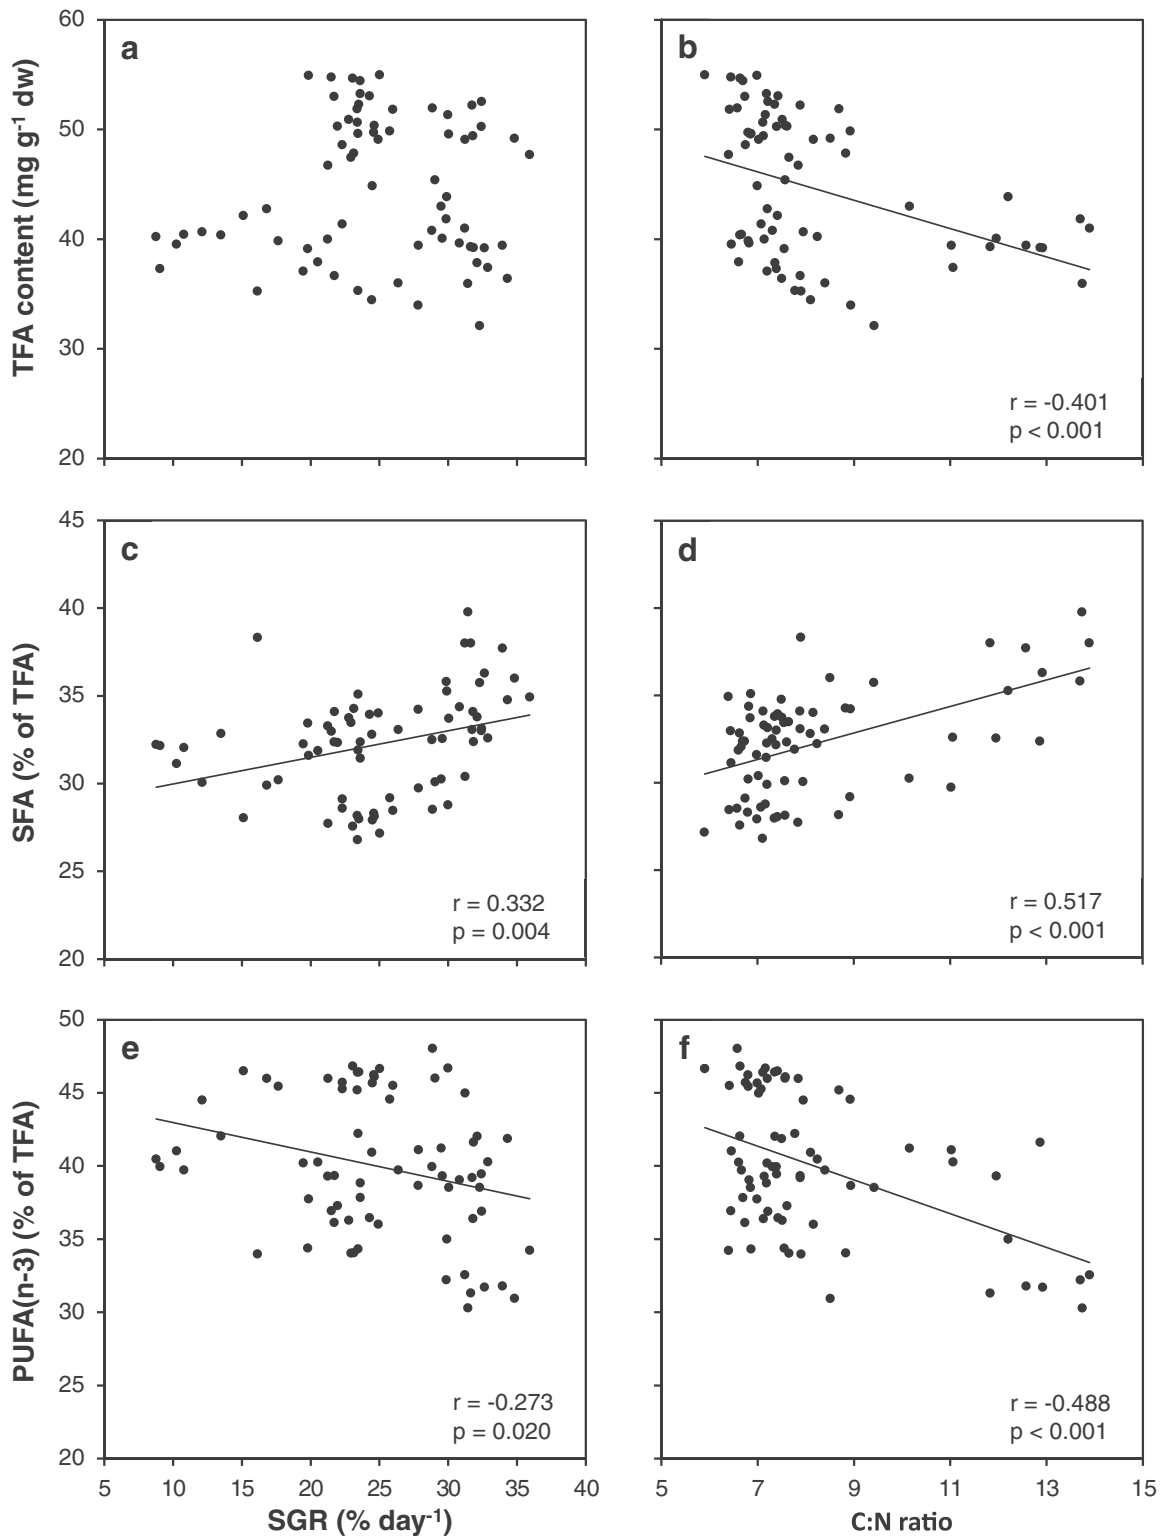 a
b
TFA content (mg g-1 dw)
60
50
40
30
20
r = -0.401
p < 0.001
c
d
SFA (% of TFA)
45
40
35
30
25
20
r = 0.332
p = 0.004
r = 0.517
p < 0.001
e
f
PUFA(n-3) (% of TFA)
50
45
40
35
30
25
20
r = -0.273
p = 0.020
r = -0.488
p < 0.001
5 10 15 20 25 30 35 40
5 7 9 11 13 15
SGR (% day-1)
C:N ratio